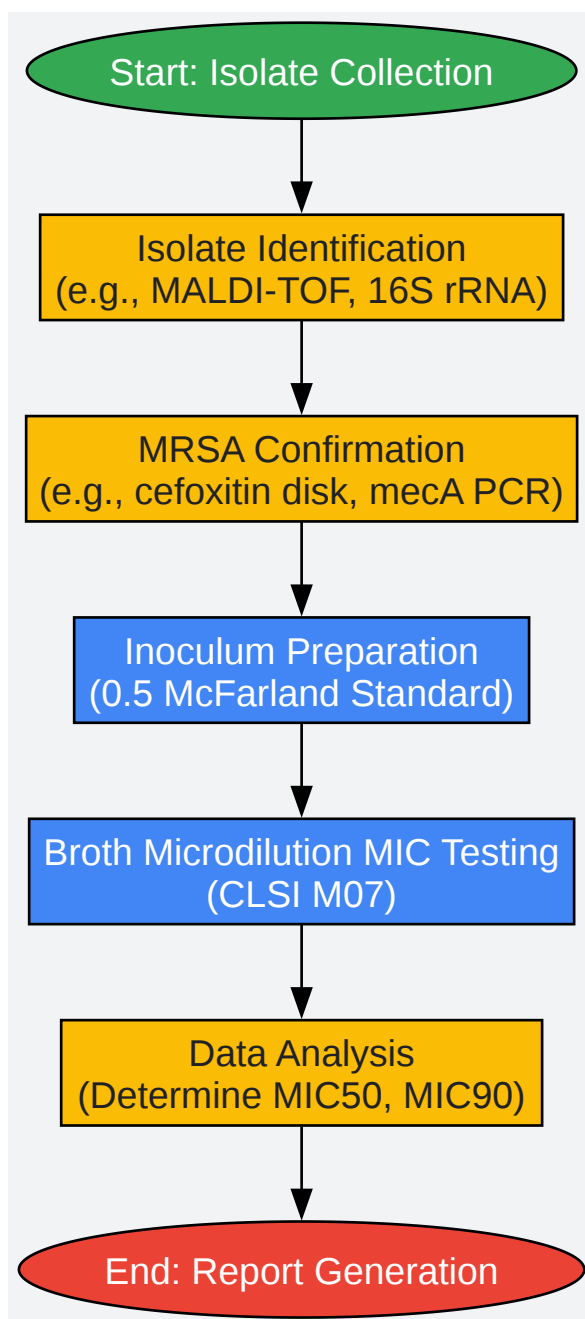 Start: Isolate Collection
Isolate Identification
(e.g., MALDI-TOF, 16S rRNA)
MRSA Confirmation
(e.g., cefoxitin disk, mecA PCR)
Inoculum Preparation
(0.5 McFarland Standard)
Broth Microdilution MIC Testing
(CLSI M07)
Data Analysis
(Determine MIC50, MIC90)
End: Report Generation